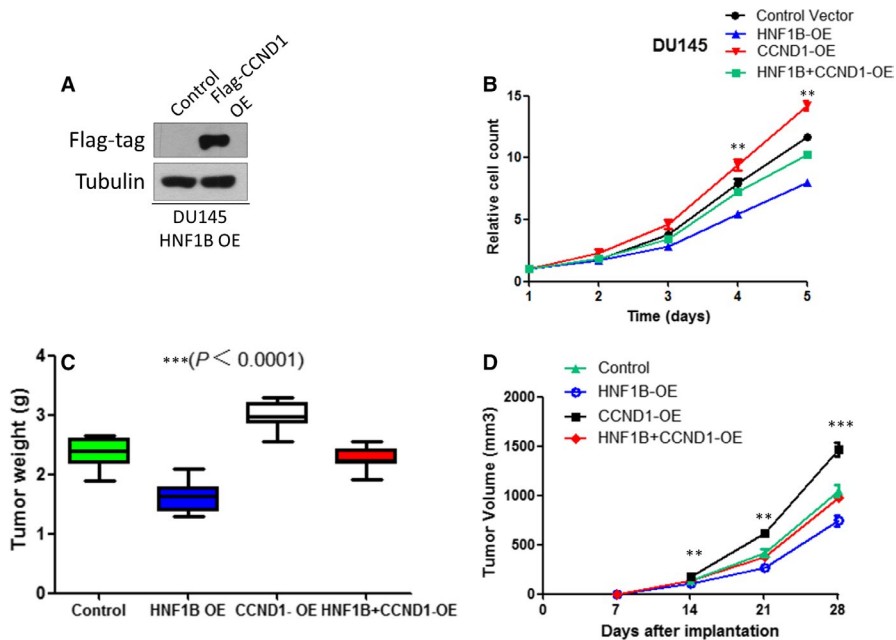 A
Control
Flag-CCND1
OE
Flag-tag
Tubulin
DU145
HNF1B OE
B
DU145
Control Vector
HNF1B-OE
CCND1-OE
HNF1B+CCND1-OE
Relative cell count
15
10
5
0
**
**
1 2 3 4 5
Time (days)
C
***(P < 0.0001)
Tumor weight (g)
4
3
2
1
0
Control HNF1B OE CCND1- OE HNF1B+CCND1-OE
D
Control
HNF1B-OE
CCND1-OE
HNF1B+CCND1-OE
Tumor Volume (mm3)
2000
1500
1000
500
0
**
**
***
0 7 14 21 28
Days after implantation